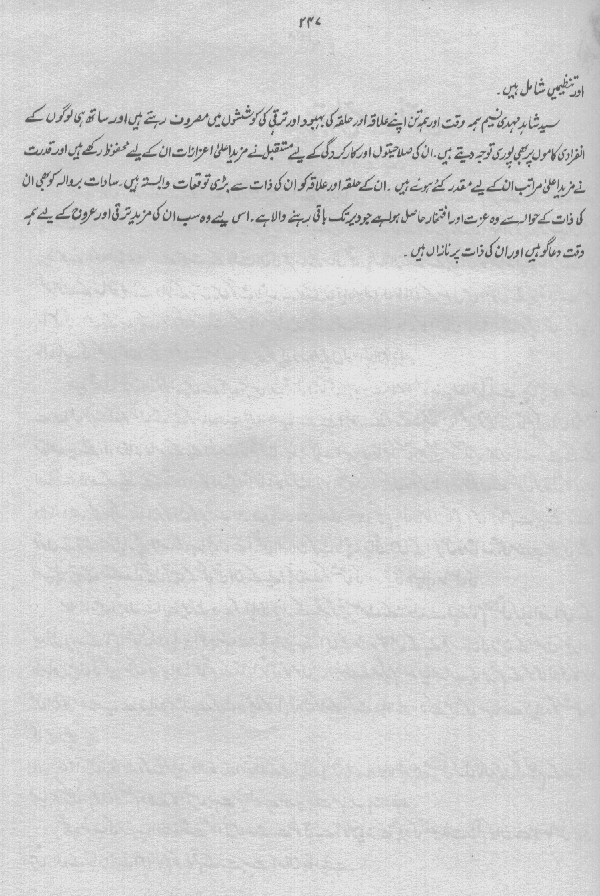 ۲۴۷
اور تنظیمیں شامل ہیں۔
سید شاہد مہدی نسیم ہمہ وقت اور ہمہ تن اپنے علاقہ اور حلقہ کی بہبود اور ترقی کی کوششوں میں مصروف رہتے ہیں اور ساتھ ہی لوگوں کے
انفرادی کاموں پر بھی پوری توجہ دیتے ہیں۔ ان کی صلاحیتوں اور کارکردگی کے لیے مستقبل نے مزید اعلیٰ اعزازات ان کے لیے محفوظ رکھے ہیں اور قدرت
نے مزید اعلیٰ مراتب ان کے لیے مقدر کئے ہوئے ہیں۔ ان کے حلقہ اور علاقہ کو ان کی ذات سے بڑی توقعات وابستہ ہیں۔ سادات بروالہ کو بھی ان
کی ذات کے حوالے سے وہ عزت اور افتخار حاصل ہوا ہے جو دیر تک باقی رہنے والا ہے۔ اس لیے وہ سب ان کی مزید ترقی اور عروج کے لیے ہمہ
وقت دعا گو ہیں اور ان کی ذات پر نازاں ہیں۔